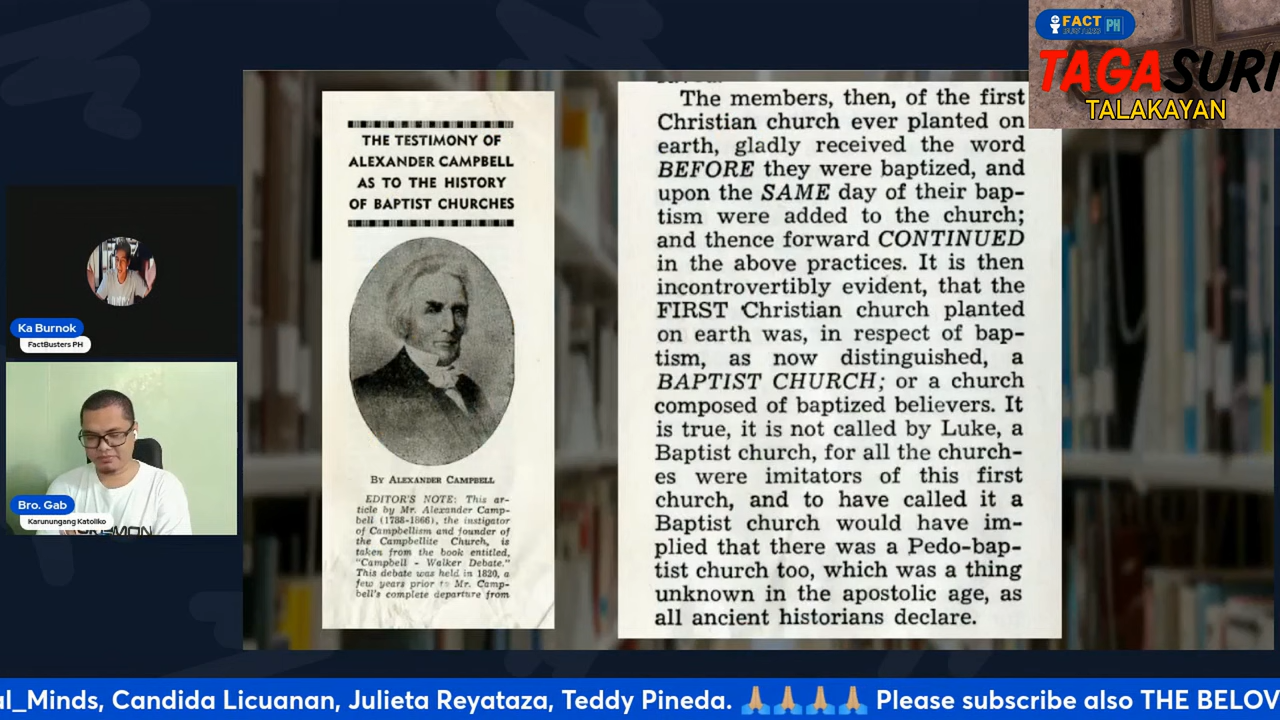 FACT
PH
TAGASURI
TALAKAYAN
THE TESTIMONY OF
ALEXANDER CAMPBELL
AS TO THE HISTORY
OF BAPTIST CHURCHES
BY ALEXANDER CAMPBELL
EDITOR'S NOTE: This ar-
ticle by Mr. Alexander Camp-
bell (1788-1866), the instigator
of Campbellism and founder of
the Campbellite Church, is
taken from the book entitled,
"Campbell - Walker Debate."
This debate was held in 1820, a
few years prior to Mr. Camp-
bell's complete departure from
The members, then, of the first
Christian church ever planted on
earth, gladly received the word
BEFORE they were baptized, and
upon the SAME day of their bap-
tism were added to the church;
and thence forward CONTINUED
in the above practices. It is then
incontrovertibly evident, that the
FIRST Christian church planted
on earth was, in respect of bap-
tism, as now distinguished, a
BAPTIST CHURCH; or a church
composed of baptized believers. It
is true, it is not called by Luke, a
Baptist church, for all the church-
es were imitators of this first
church, and to have called it a
Baptist church would have im-
plied that there was a Pedo-bap-
tist church too, which was a thing
unknown in the apostolic age, as
all ancient historians declare.
Ka Burnok
FactBusters PH
Bro. Gab
Karunungang Katoliko
al_Minds, Candida Licuanan, Julieta Reyataza, Teddy Pineda. 🙏🙏🙏🙏 Please subscribe also THE BELOV